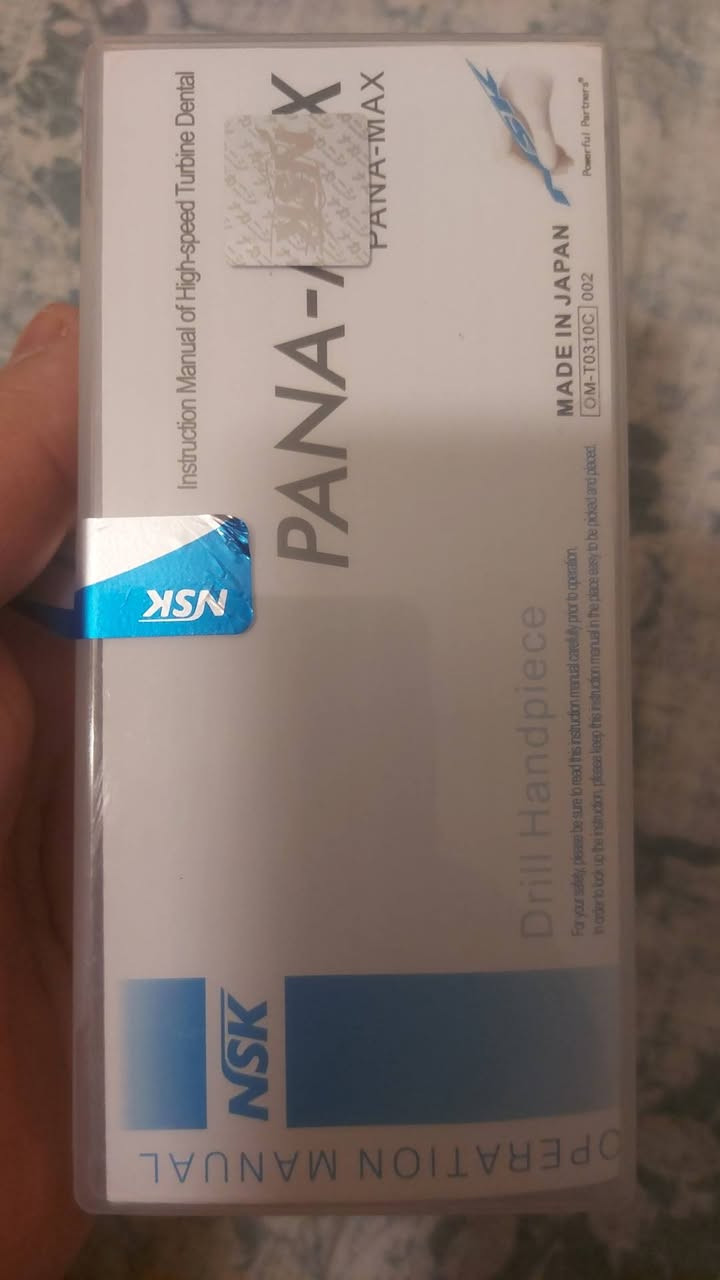 Instruction Manual of High-speed Turbine Dental
NSK
PANA-
X
PANA-MAX
NSK
Powerful Partners®
MADE IN JAPAN
OM-T0310C 002
NSK
Drill Handpiece
For your safety, please be sure to read this instruction manual carefully prior to operation.
In order to look up the instruction, please keep this instruction manual in the place easy to be picked and placed
NSK
OPERATION MANUAL